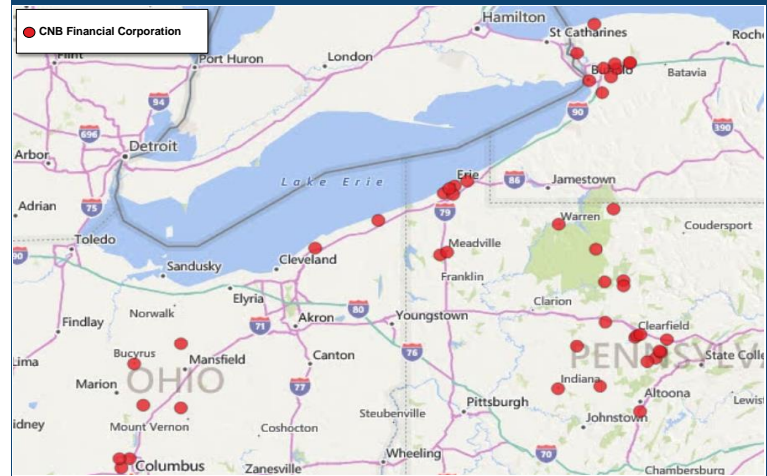 CNB Financial Corporation
Hamilton
St Catharines
Flint
Port Huron
London
Batavia
94
90
696
390
Detroit
Arbor
Lake Erie
Erie
86
Jamestown
Adrian
75
79
Warren
Coudersport
Toledo
90
Meadville
Sandusky
Cleveland
Franklin
Elyria
80
Clarion
Norwalk
Akron
Youngstown
Findlay
71
Clearfield
Lima
Bucyrus
Mansfield
Canton
76
PENNSYLVA
State Colle
OHIO
Marion
77
Indiana
Altoona
Pittsburgh
Lewist
Steubenville
Johnstown
idney
Mount Vernon
Coshocton
Wheeling
70
Columbus
Zanesville
Chambersburg